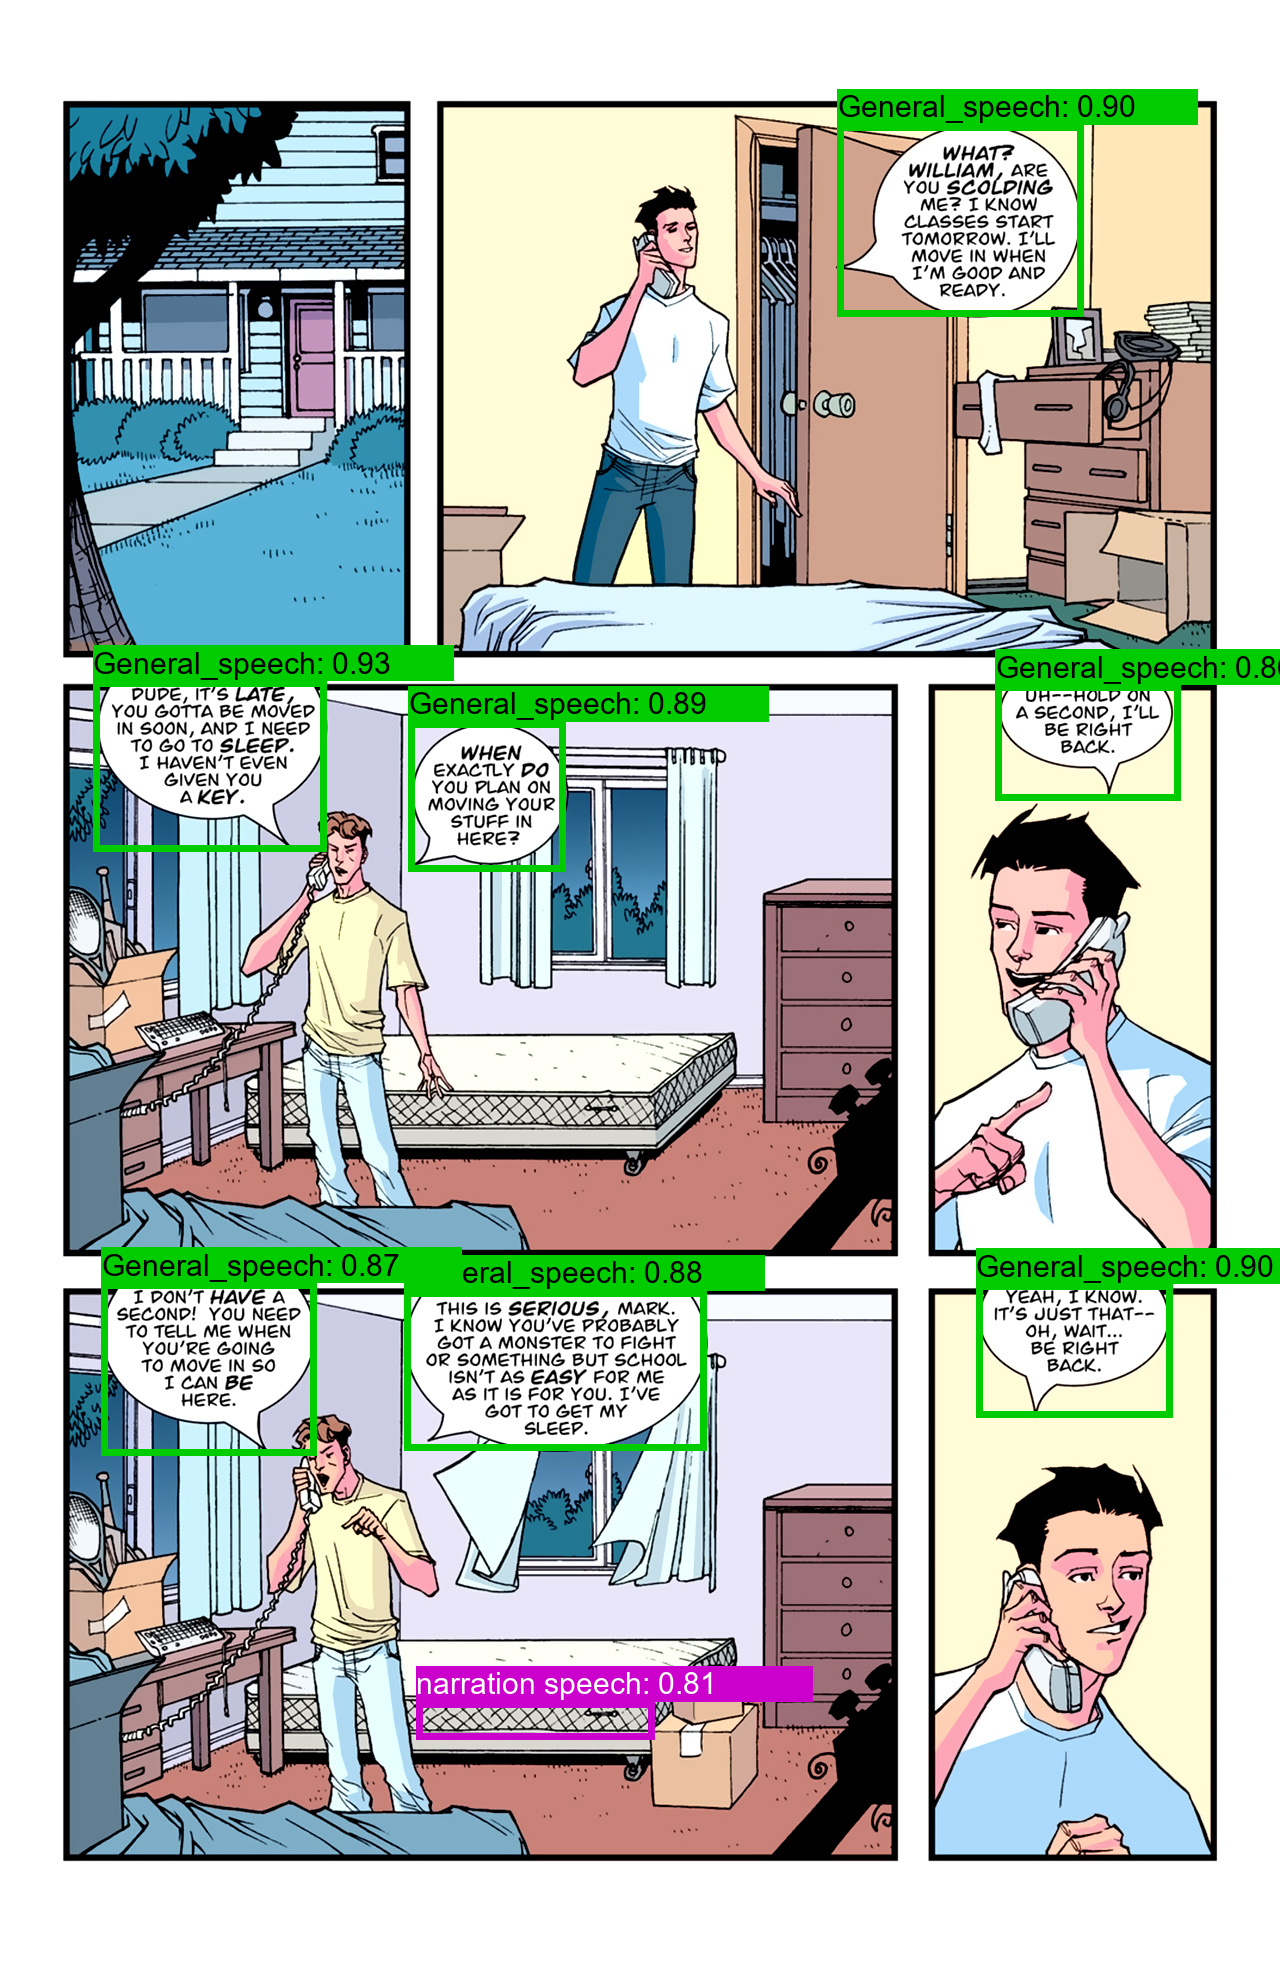 General_speech: 0.90
WHAT?
WILLIAM, ARE
YOU SCOLDING
ME? I KNOW
CLASSES START
TOMORROW. I'LL
MOVE IN WHEN
I'M GOOD AND
READY.
General_speech: 0.93
DUDE, IT'S LATE,
YOU GOTTA BE MOVED
IN SOON, AND I NEED
TO GO TO SLEEP.
I HAVEN'T EVEN
GIVEN YOU
A KEY.
General_speech: 0.89
WHEN
EXACTLY DO
YOU PLAN ON
MOVING YOUR
STUFF IN
HERE?
General_speech: 0.86
UH--HOLD ON
A SECOND, I'LL
BE RIGHT
BACK.
General_speech: 0.87
I DON'T HAVE A
SECOND! YOU NEED
TO TELL ME WHEN
YOU'RE GOING
TO MOVE IN SO
I CAN BE
HERE.
eral_speech: 0.88
THIS IS SERIOUS, MARK.
I KNOW YOU'VE PROBABLY
GOT A MONSTER TO FIGHT
OR SOMETHING BUT SCHOOL
ISN'T AS EASY FOR ME
AS IT IS FOR YOU. I'VE
GOT TO GET MY
SLEEP.
General_speech: 0.90
YEAH, I KNOW.
IT'S JUST THAT--
OH, WAIT...
BE RIGHT
BACK.
narration speech: 0.81